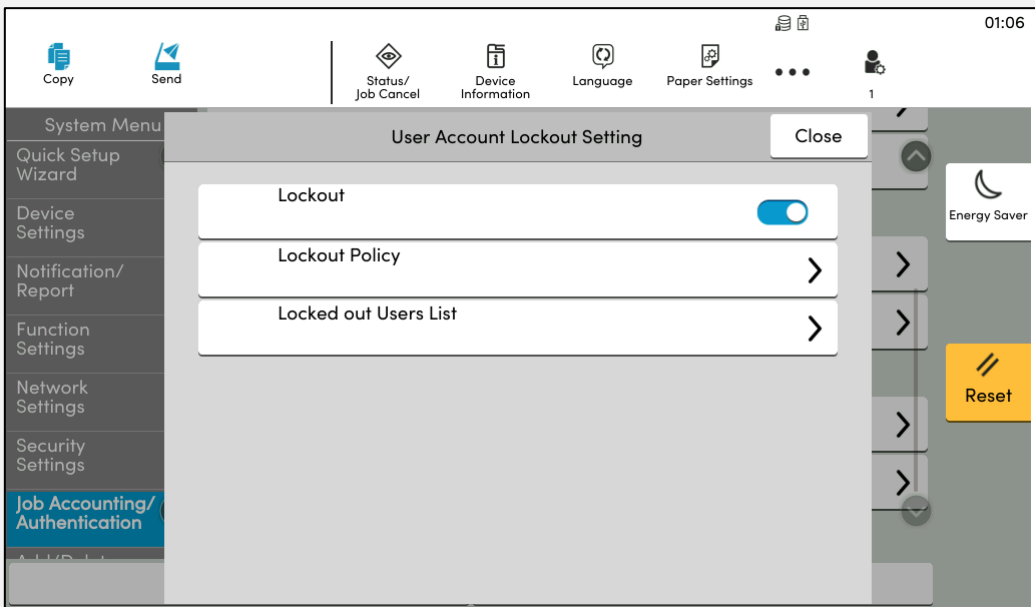 01:06
Copy
Send
Status/
Job Cancel
Device
Information
Language
Paper Settings
1
System Menu
User Account Lockout Setting
Close
Quick Setup
Wizard
Device
Settings
Notification/
Report
Function
Settings
Network
Settings
Security
Settings
Job Accounting/
Authentication
Lockout
Lockout Policy
Locked out Users List
Energy Saver
Reset